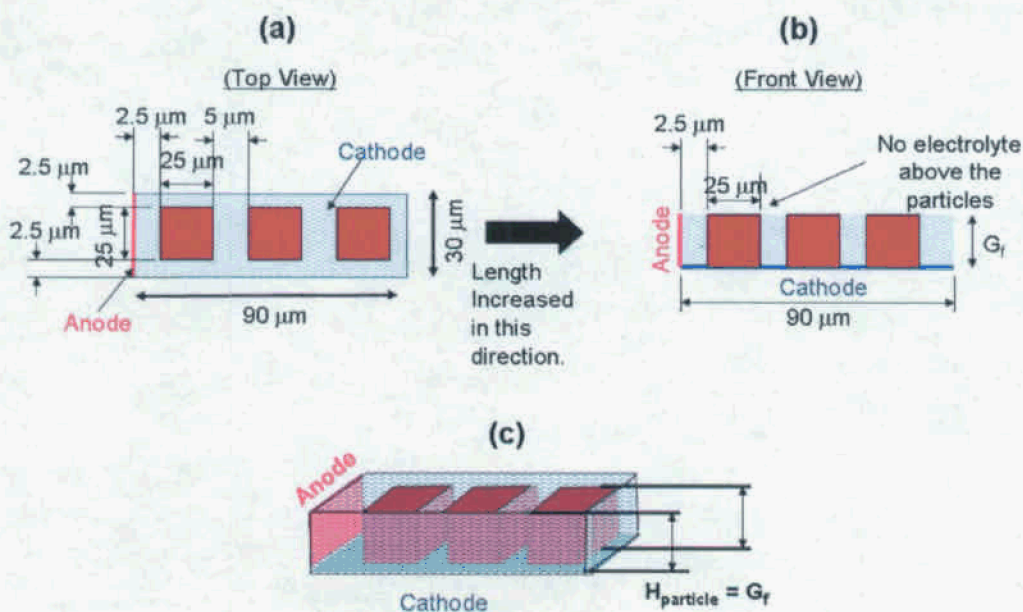 (a)
(Top View)
2.5 μm
5 μm
25 μm
Cathode
2.5 μm
2.5 μm
25 μm
30 μm
90 μm
Anode
Length
Increased
in this
direction.
(b)
(Front View)
2.5 μm
No electrolyte
above the
particles
25 μm
Anode
Gf
Cathode
90 μm
(c)
Anode
Cathode
Hparticle = Gf